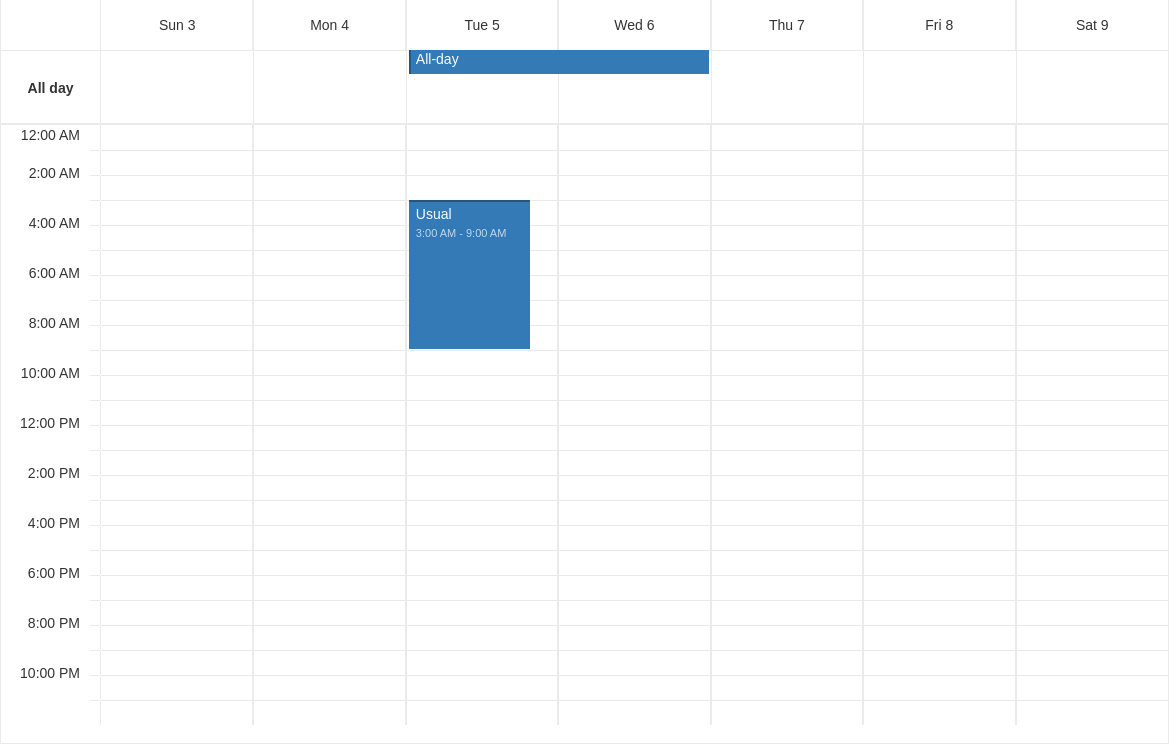 Sun 3 Mon 4 Tue 5 Wed 6 Thu 7 Fri 8 Sat 9
All day
All-day
12:00 AM
2:00 AM
Usual
3:00 AM - 9:00 AM
4:00 AM
6:00 AM
8:00 AM
10:00 AM
12:00 PM
2:00 PM
4:00 PM
6:00 PM
8:00 PM
10:00 PM